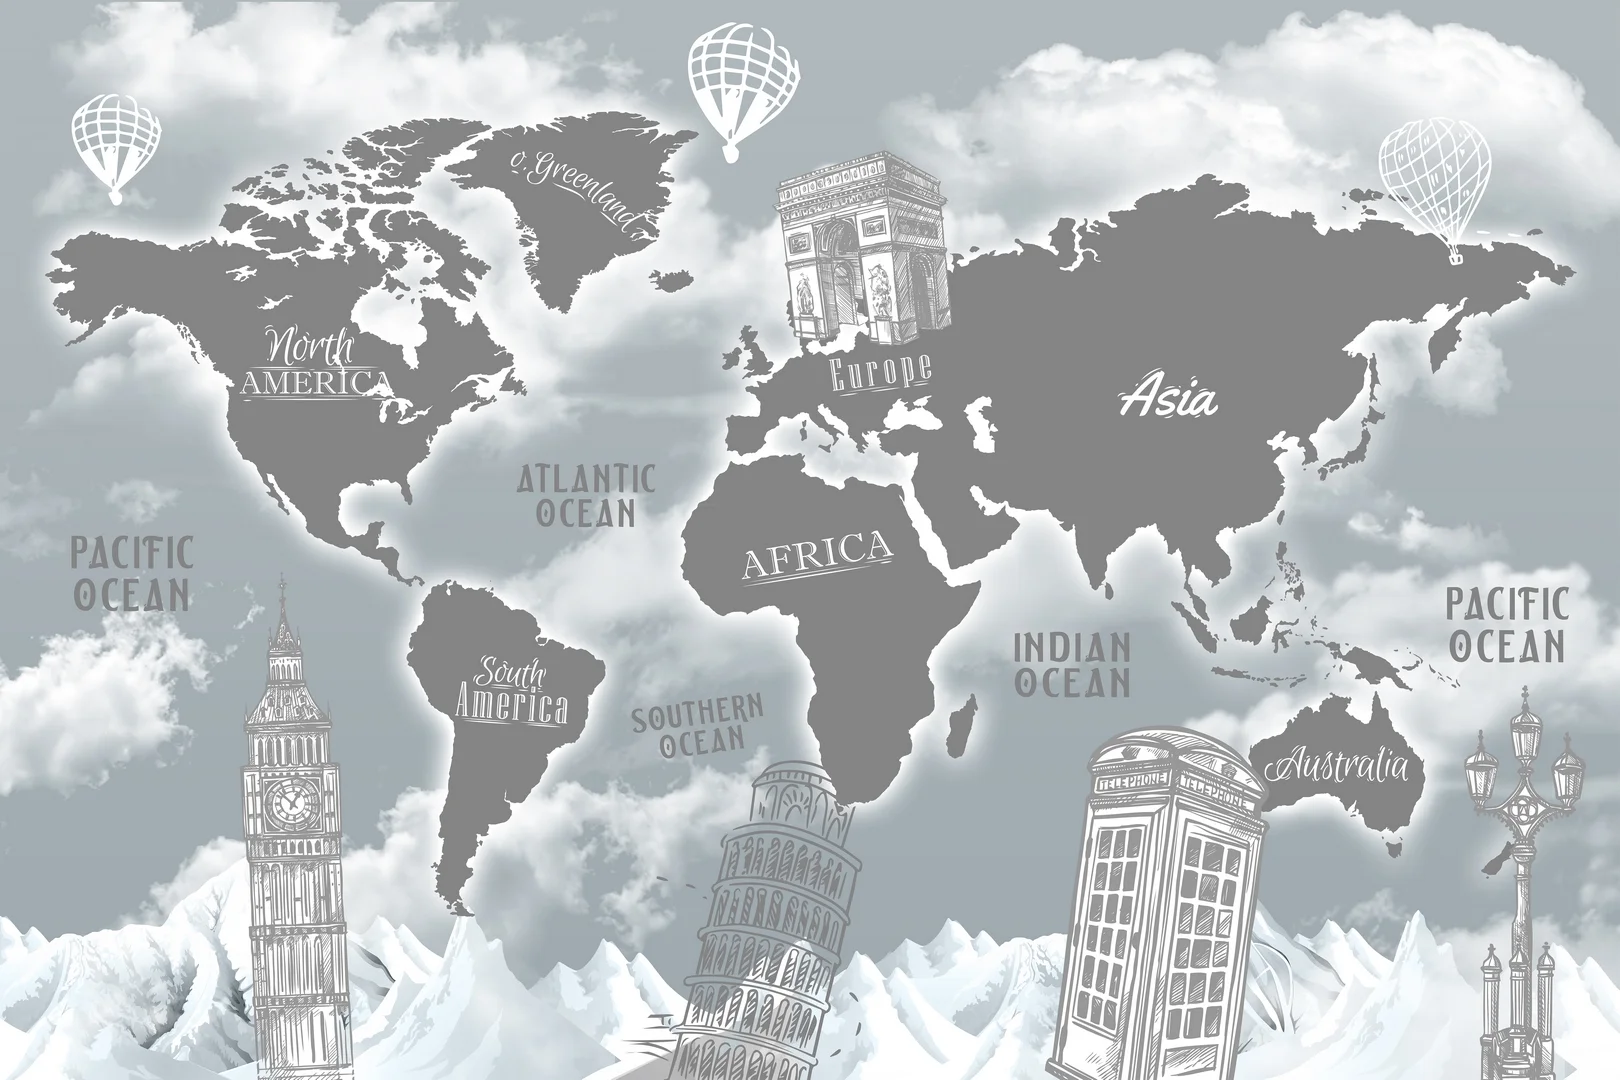 o. Greenland
North
AMERICA
Europe
Asia
ATLANTIC
OCEAN
PACIFIC
OCEAN
AFRICA
PACIFIC
OCEAN
INDIAN
OCEAN
South
America
SOUTHERN
OCEAN
Australia
TELEPHONE
TELEPHONE